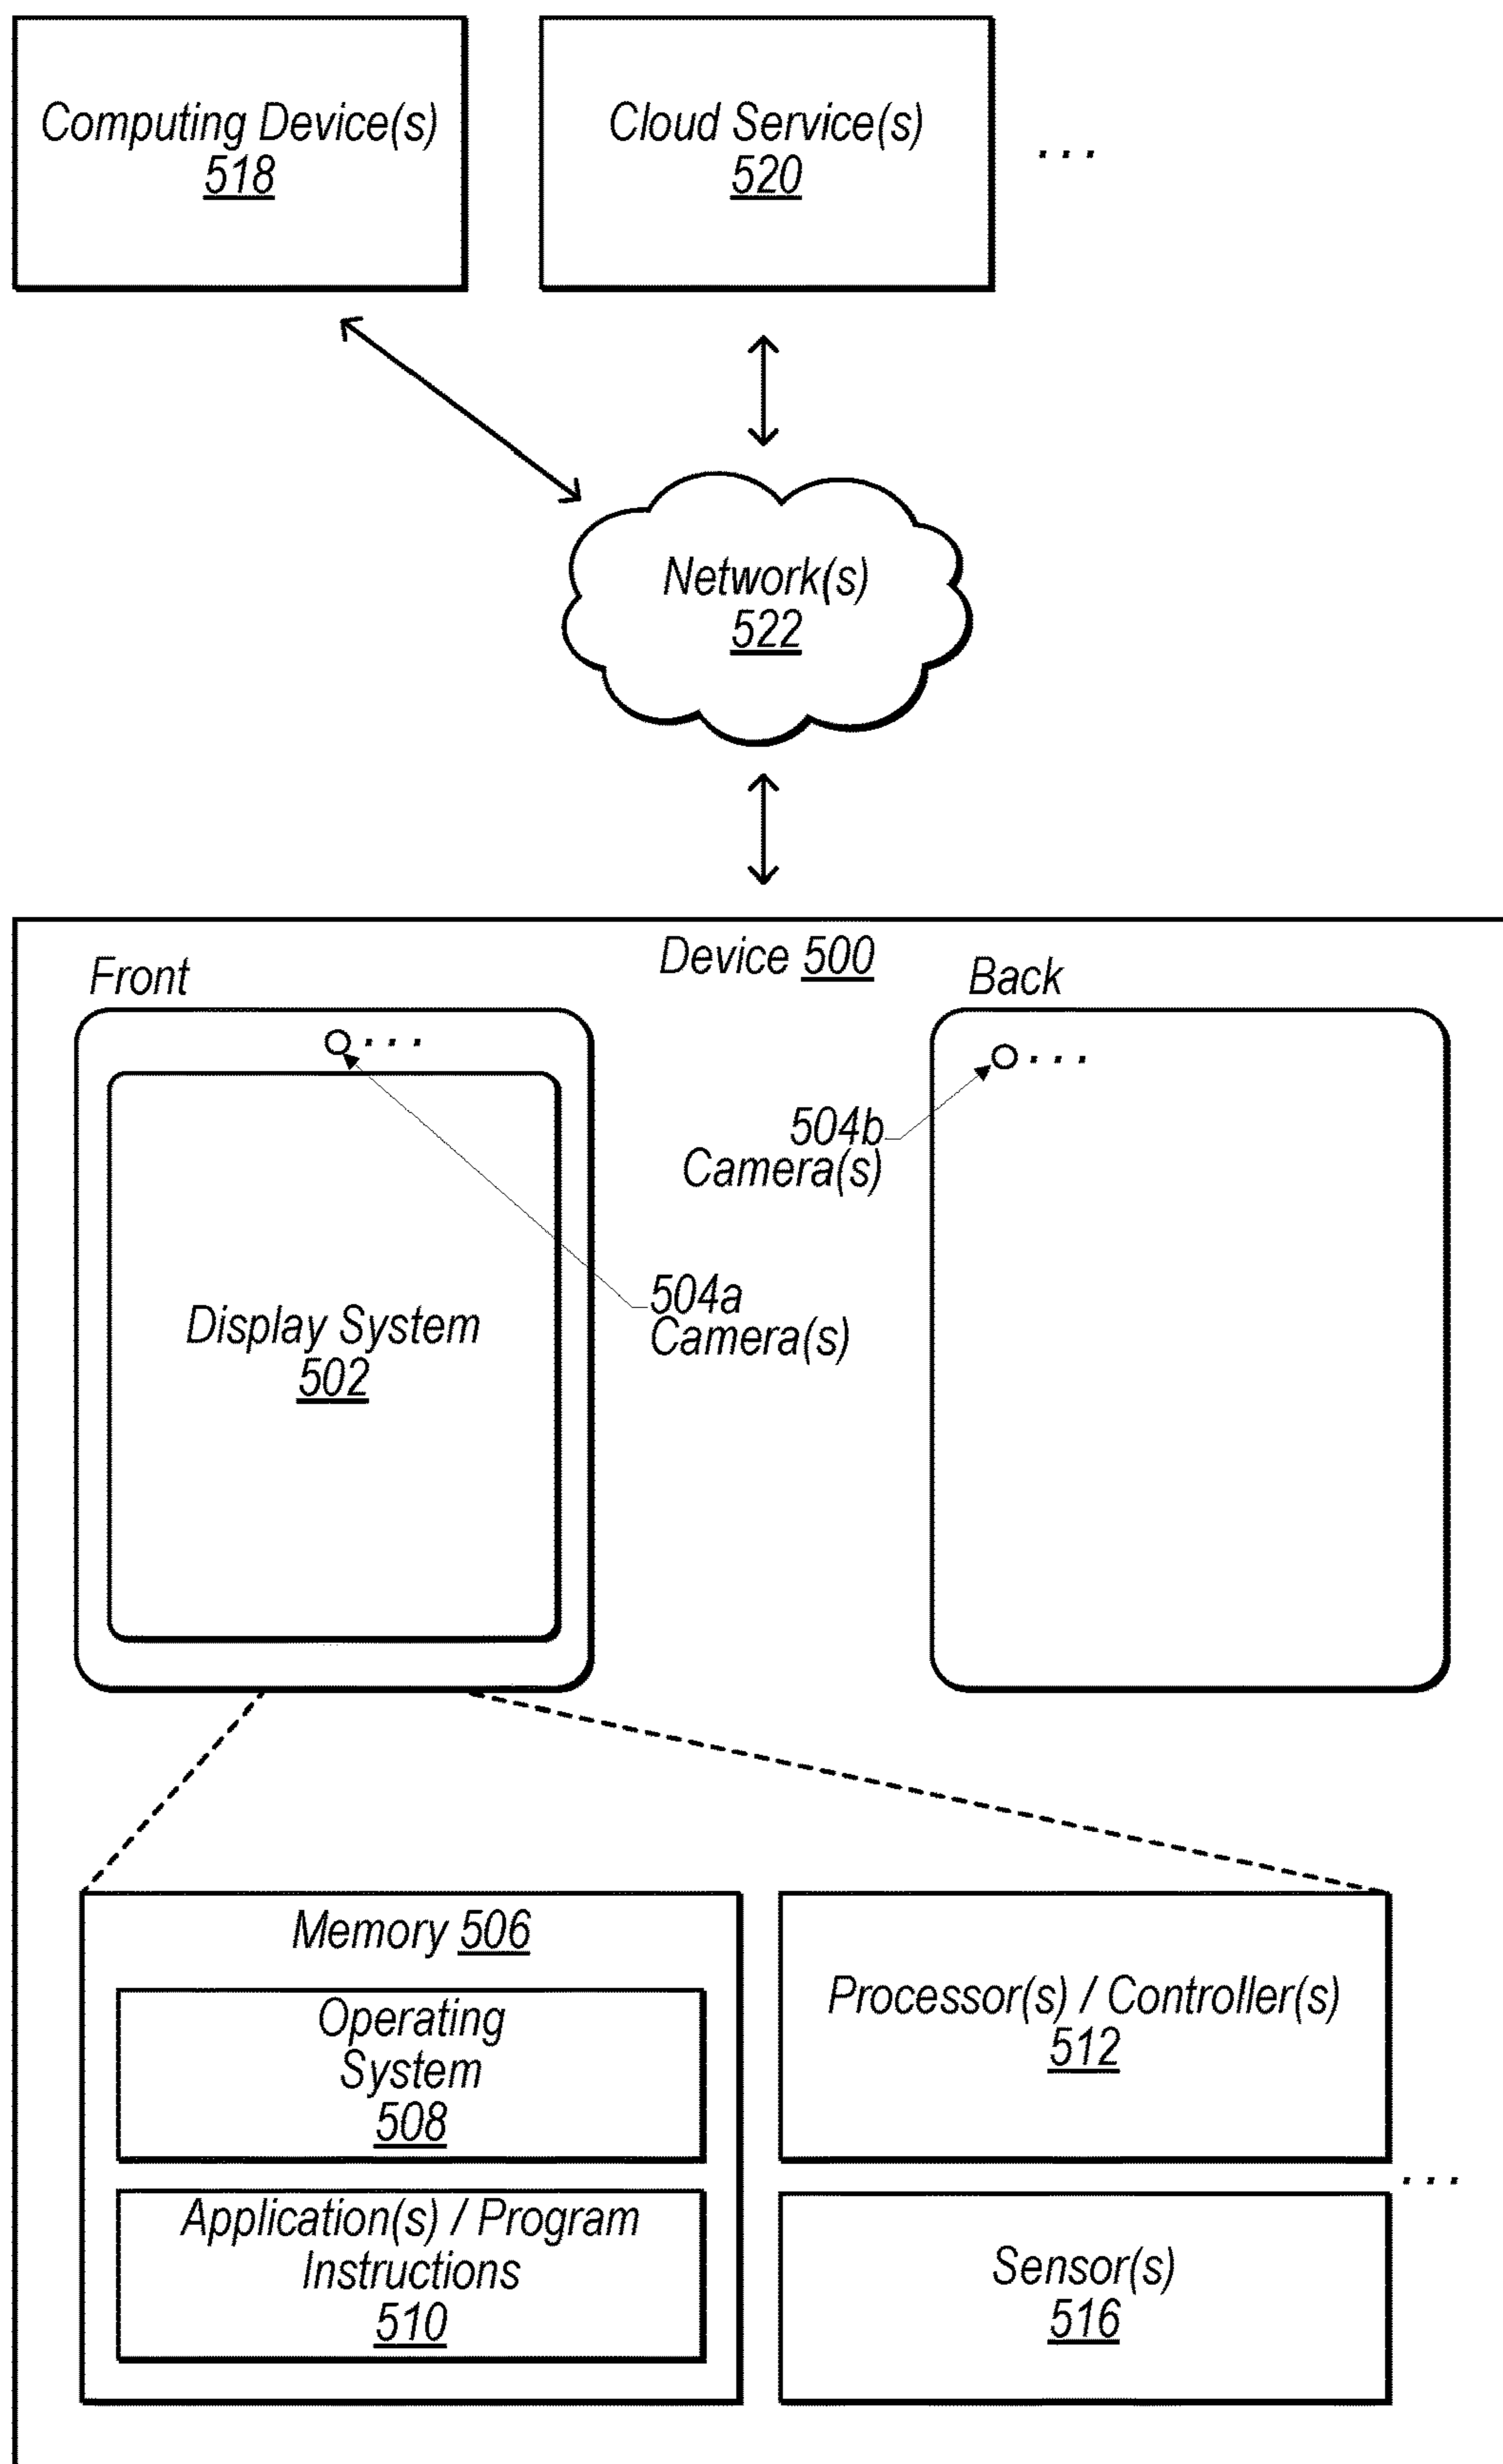 Computing Device(s)
518
Cloud Service(s)
520
...
Network(s)
522
Device 500
Front
Back
...
...
504b
Camera(s)
504a
Camera(s)
Display System
502
Memory 506
Operating
System
508
Application(s) / Program
Instructions
510
Processor(s) / Controller(s)
512
...
Sensor(s)
516